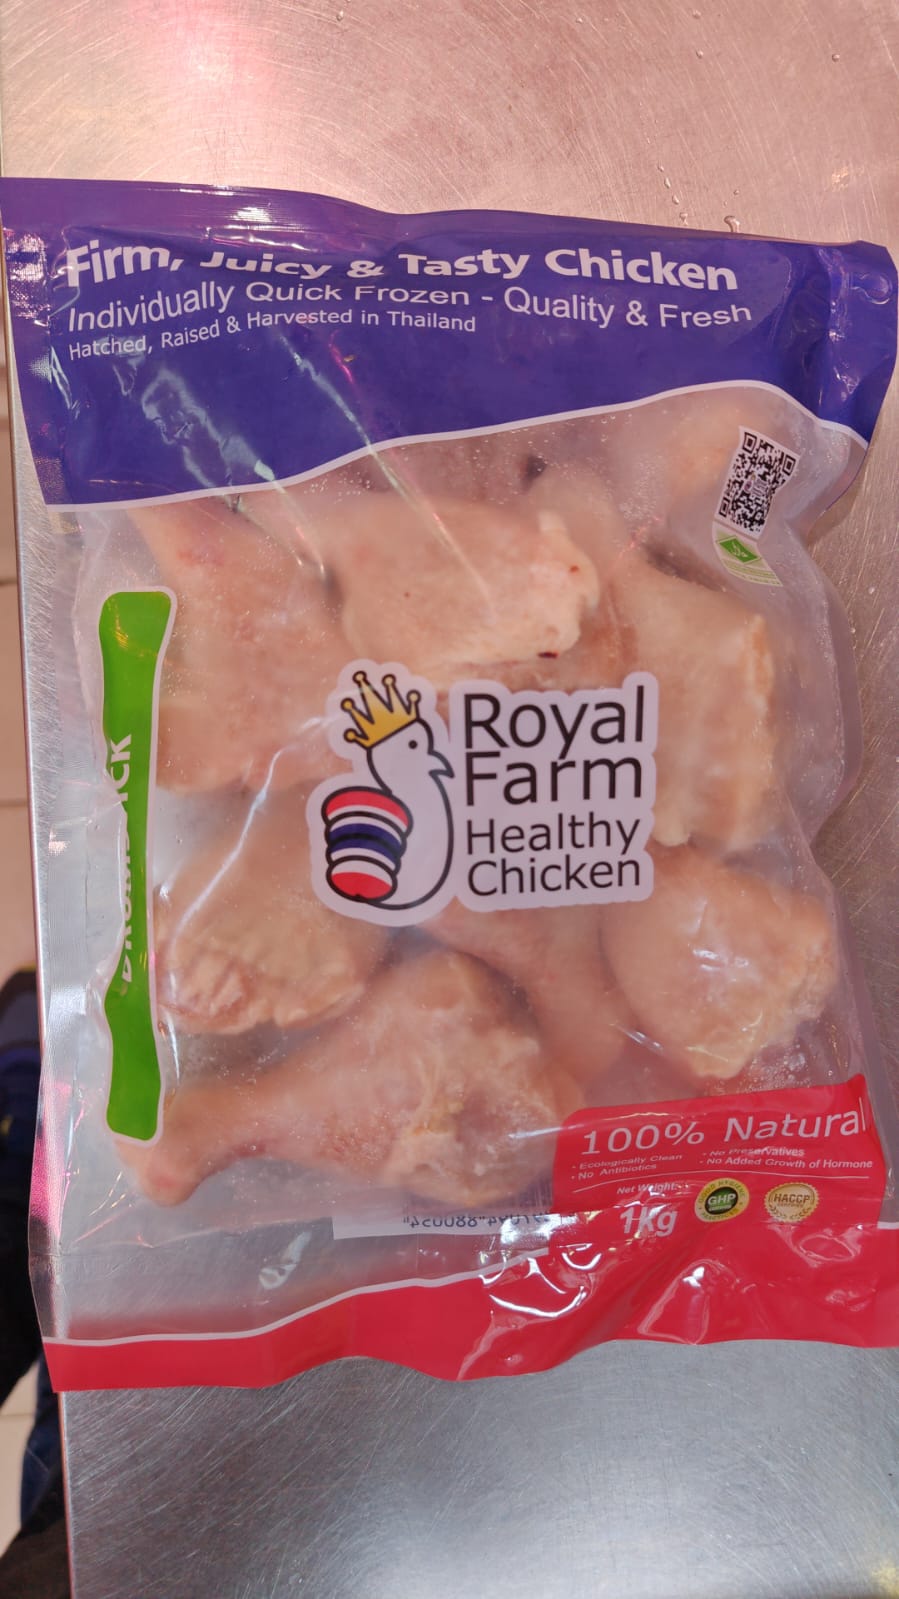 Firm, Juicy & Tasty Chicken
Individually Quick Frozen - Quality & Fresh
Hatched, Raised & Harvested in Thailand
DRUMSTICK
Royal
Farm
Healthy
Chicken
100% Natural
· Ecologically Clean
· No Antibiotics
· No Preservatives
· No Added Growth of Hormone
Net Weight:
1kg
GHP
HACCP